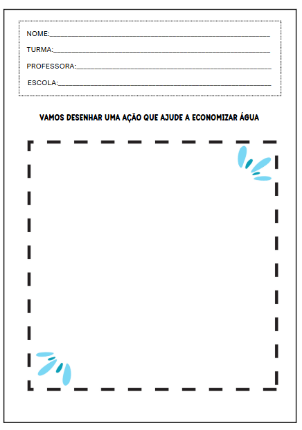 NOME:
TURMA:
PROFESSORA:
ESCOLA:
VAMOS DESENHAR UMA AÇÃO QUE AJUDE A ECONOMIZAR ÁGUA